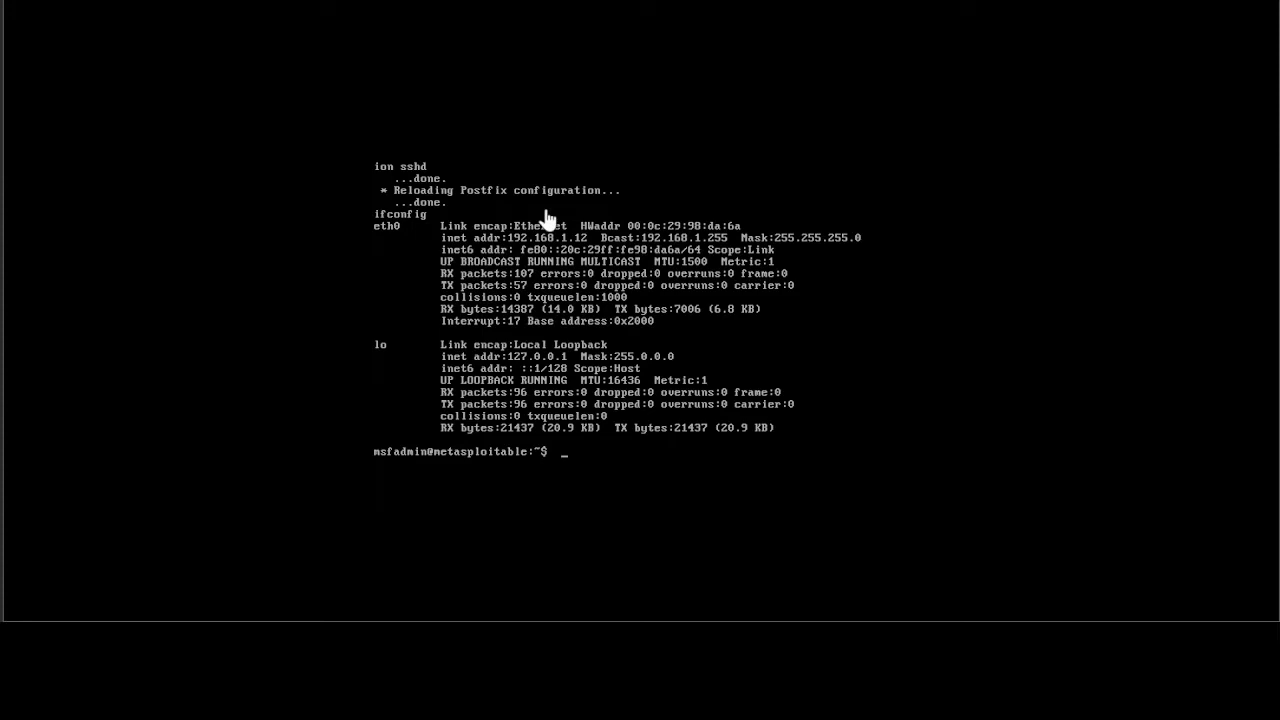 ion sshd
...done.
* Reloading Postfix configuration...
...done.
ifconfig
eth0 Link encap:Ethernet HWaddr 00:0c:29:98:da:6a
inet addr:192.168.1.12 Bcast:192.168.1.255 Mask:255.255.255.0
inet6 addr: fe80::20c:29ff:fe98:da6a/64 Scope:Link
UP BROADCAST RUNNING MULTICAST MTU:1500 Metric:1
RX packets:107 errors:0 dropped:0 overruns:0 frame:0
TX packets:57 errors:0 dropped:0 overruns:0 carrier:0
collisions:0 txqueuelen:1000
RX bytes:14387 (14.0 KB) TX bytes:7006 (6.8 KB)
Interrupt:17 Base address:0x2000
lo Link encap:Local Loopback
inet addr:127.0.0.1 Mask:255.0.0.0
inet6 addr: ::1/128 Scope:Host
UP LOOPBACK RUNNING MTU:16436 Metric:1
RX packets:96 errors:0 dropped:0 overruns:0 frame:0
TX packets:96 errors:0 dropped:0 overruns:0 carrier:0
collisions:0 txqueuelen:0
RX bytes:21437 (20.9 KB) TX bytes:21437 (20.9 KB)
msfadmin@metasploitable:~$ _